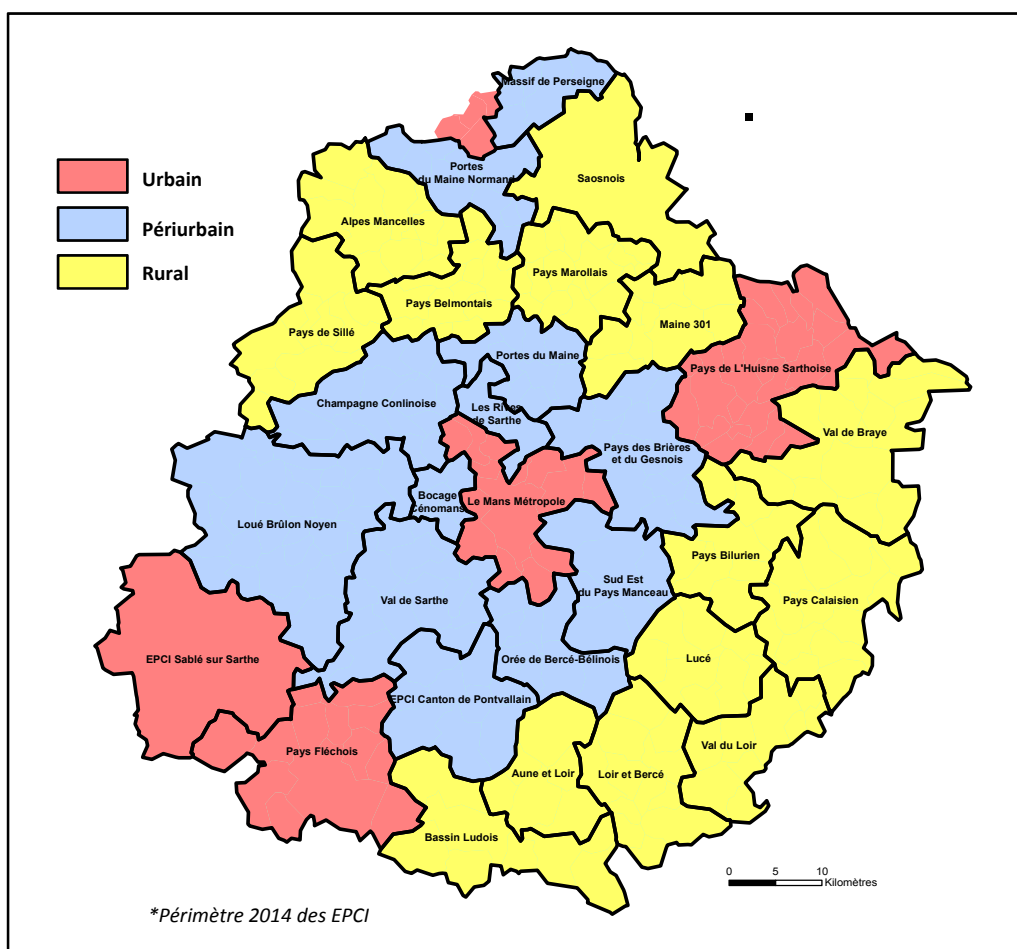 Massif de Perseigne
Portes
du Maine Normand
Saosnois
Urbain
Périurbain
Rural
Alpes Mancelles
Pays Marollais
Pays Belmontais
Pays de Sillé
Maine 301
Portes du Maine
Pays de L'Huisne Sarthoise
Champagne Conlinoise
Les Rives
de Sarthe
Val de Braye
Pays des Brières
et du Gesnois
Bocage
Cénomans
Le Mans Métropole
Loué Brûlon Noyen
Pays Bilurien
Sud Est
du Pays Manceau
Val de Sarthe
Pays Calaisien
EPCI Sablé sur Sarthe
Orée de Bercé-Bélinois
Lucé
EPCI Canton de Pontvallain
Pays Fléchois
Val du Loir
Aune et Loir
Loir et Bercé
Bassin Ludois
0 5 10
Kilomètres
*Périmètre 2014 des EPCI